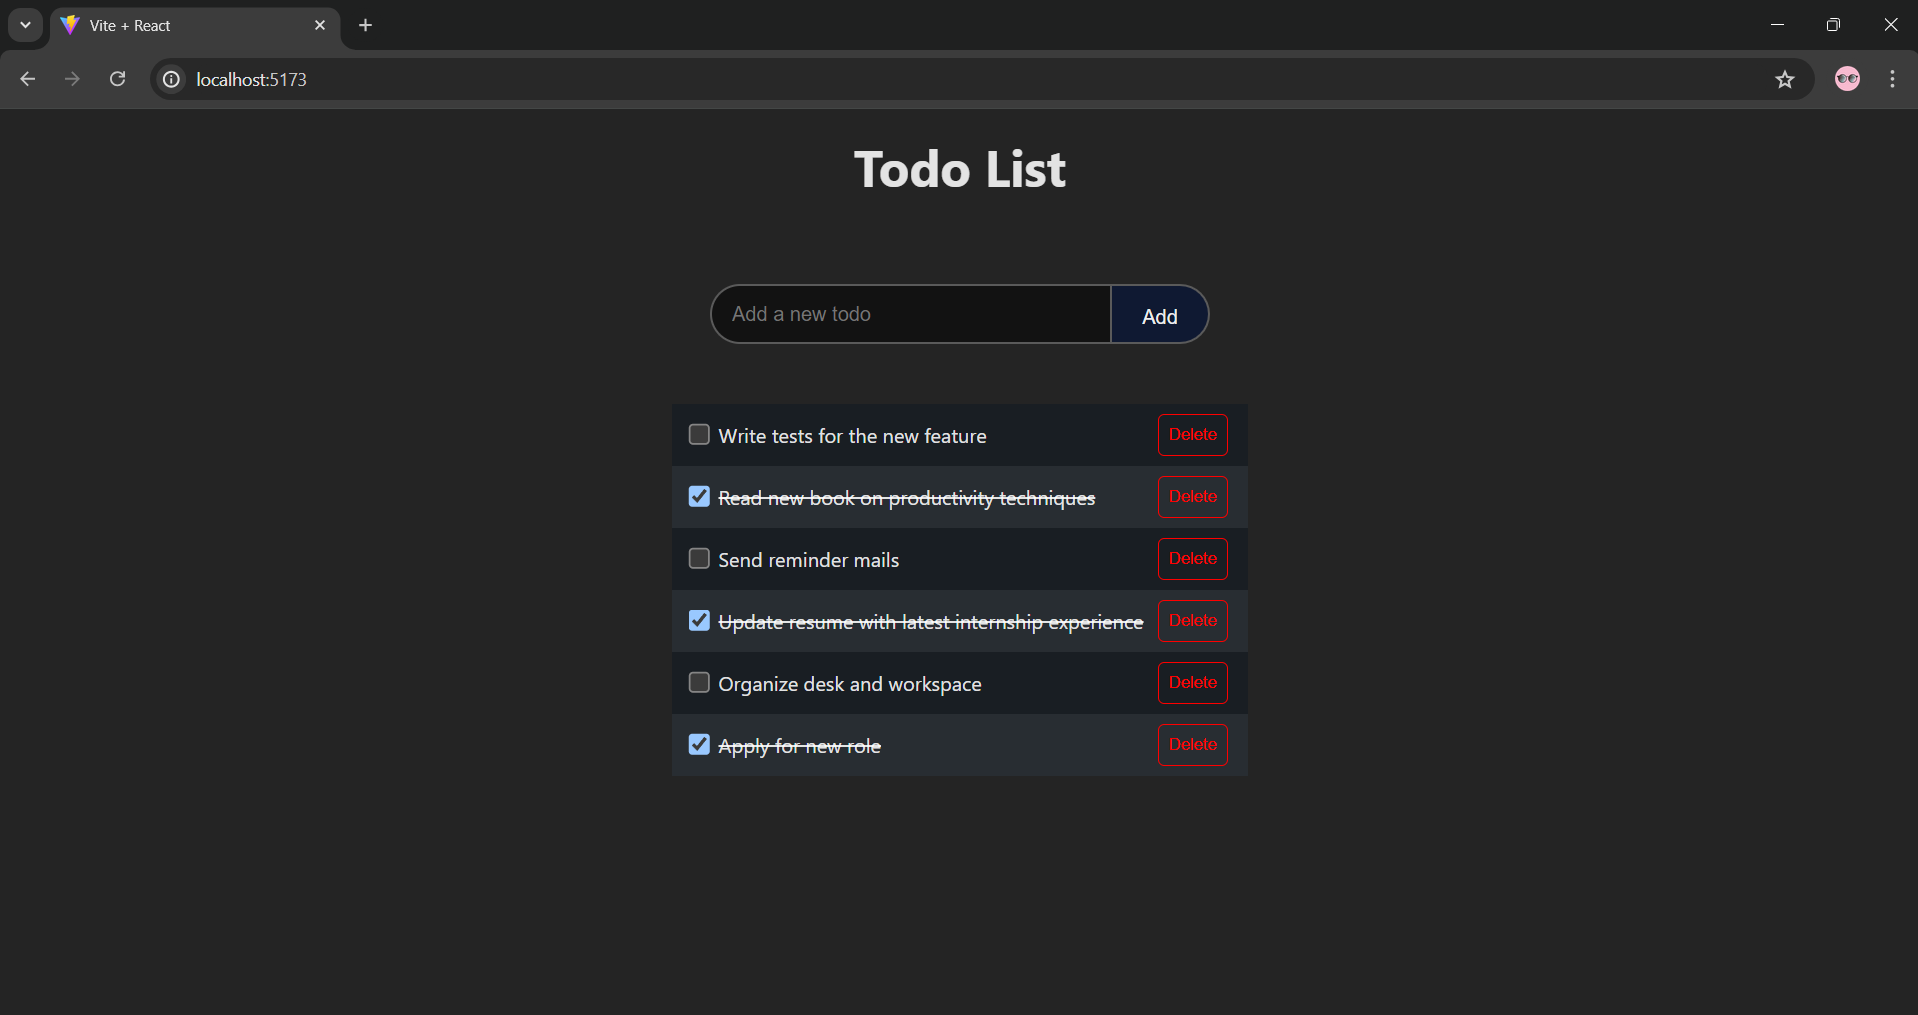 Vite + React
localhost:5173
Todo List
Add a new todo
Add
Write tests for the new feature
Delete
Read new book on productivity techniques
Delete
Send reminder mails
Delete
Update resume with latest internship experience
Delete
Organize desk and workspace
Delete
Apply for new role
Delete